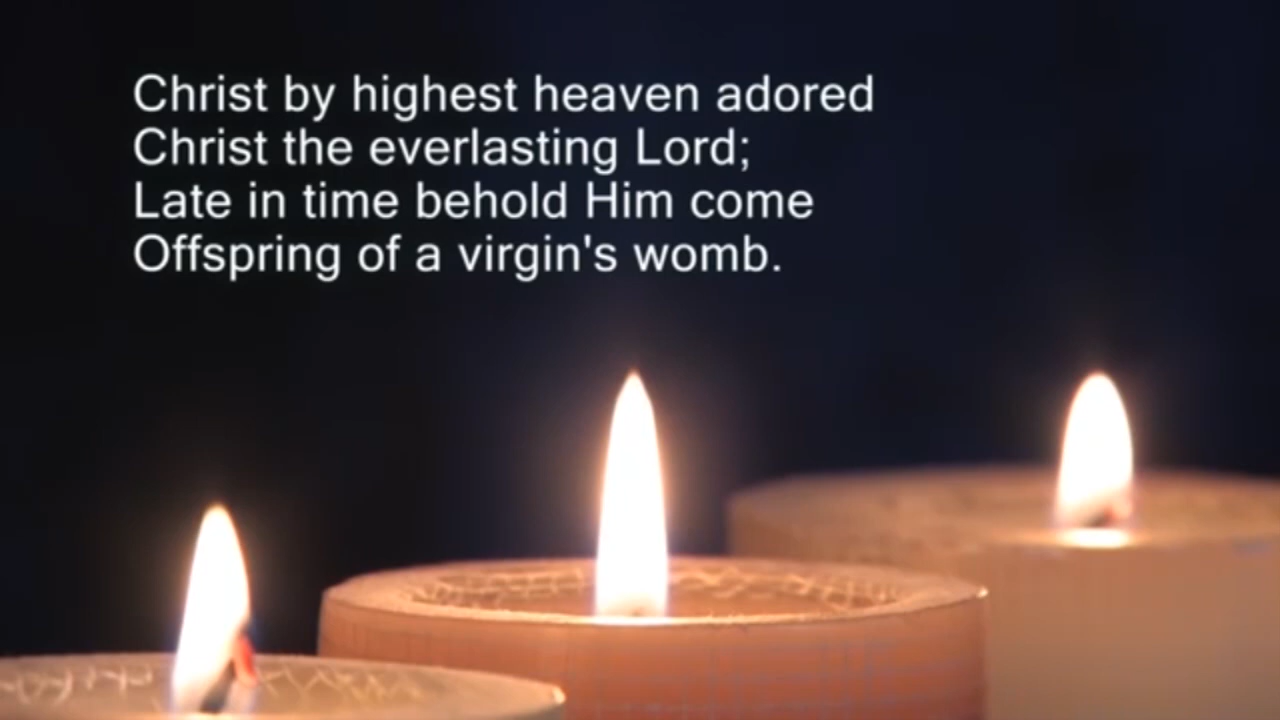 Christ by highest heaven adored
Christ the everlasting Lord;
Late in time behold Him come
Offspring of a virgin's womb.